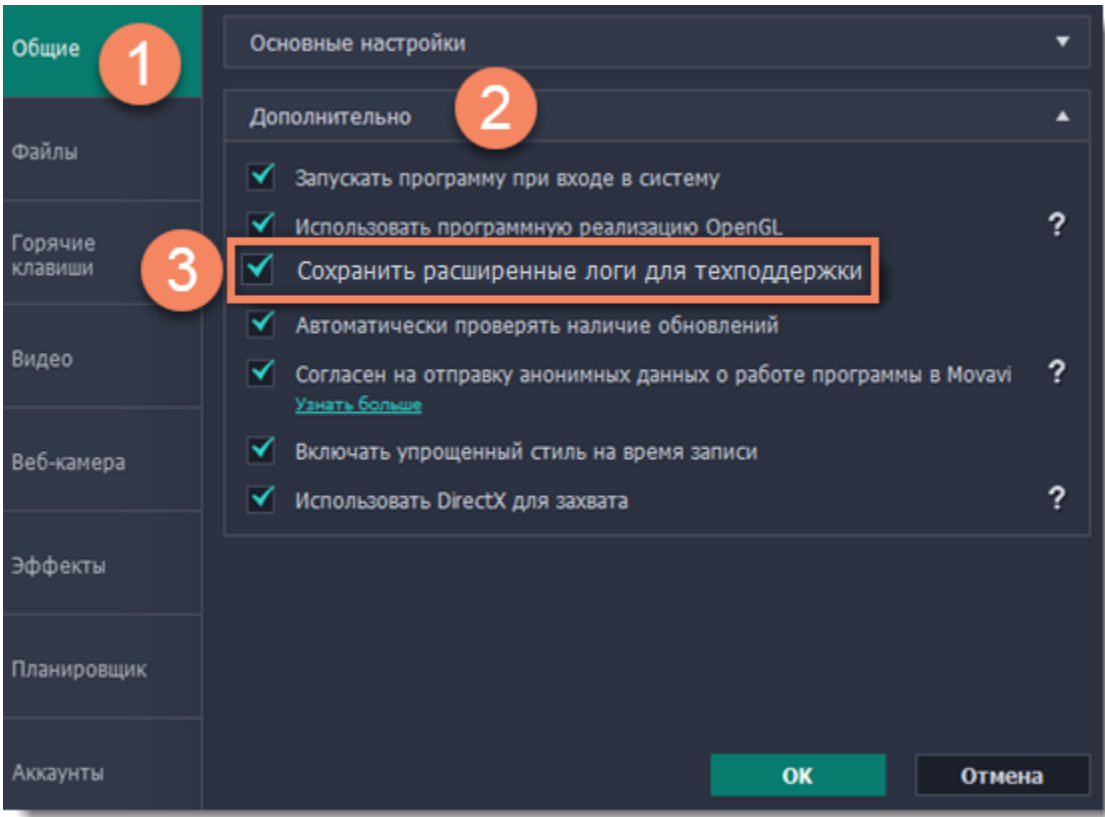 Общие
1
Файлы
Горячие
клавиши
Видео
Веб-камера
Эффекты
Планировщик
Аккаунты
Основные настройки
Дополнительно
2
Запускать программу при входе в систему
Использовать программную реализацию OpenGL ?
3
Сохранить расширенные логи для техподдержки
Автоматически проверять наличие обновлений
Согласен на отправку анонимных данных о работе программы в Movavi ?
Узнать больше
Включать упрощенный стиль на время записи
Использовать DirectX для захвата ?
OK
Отмена